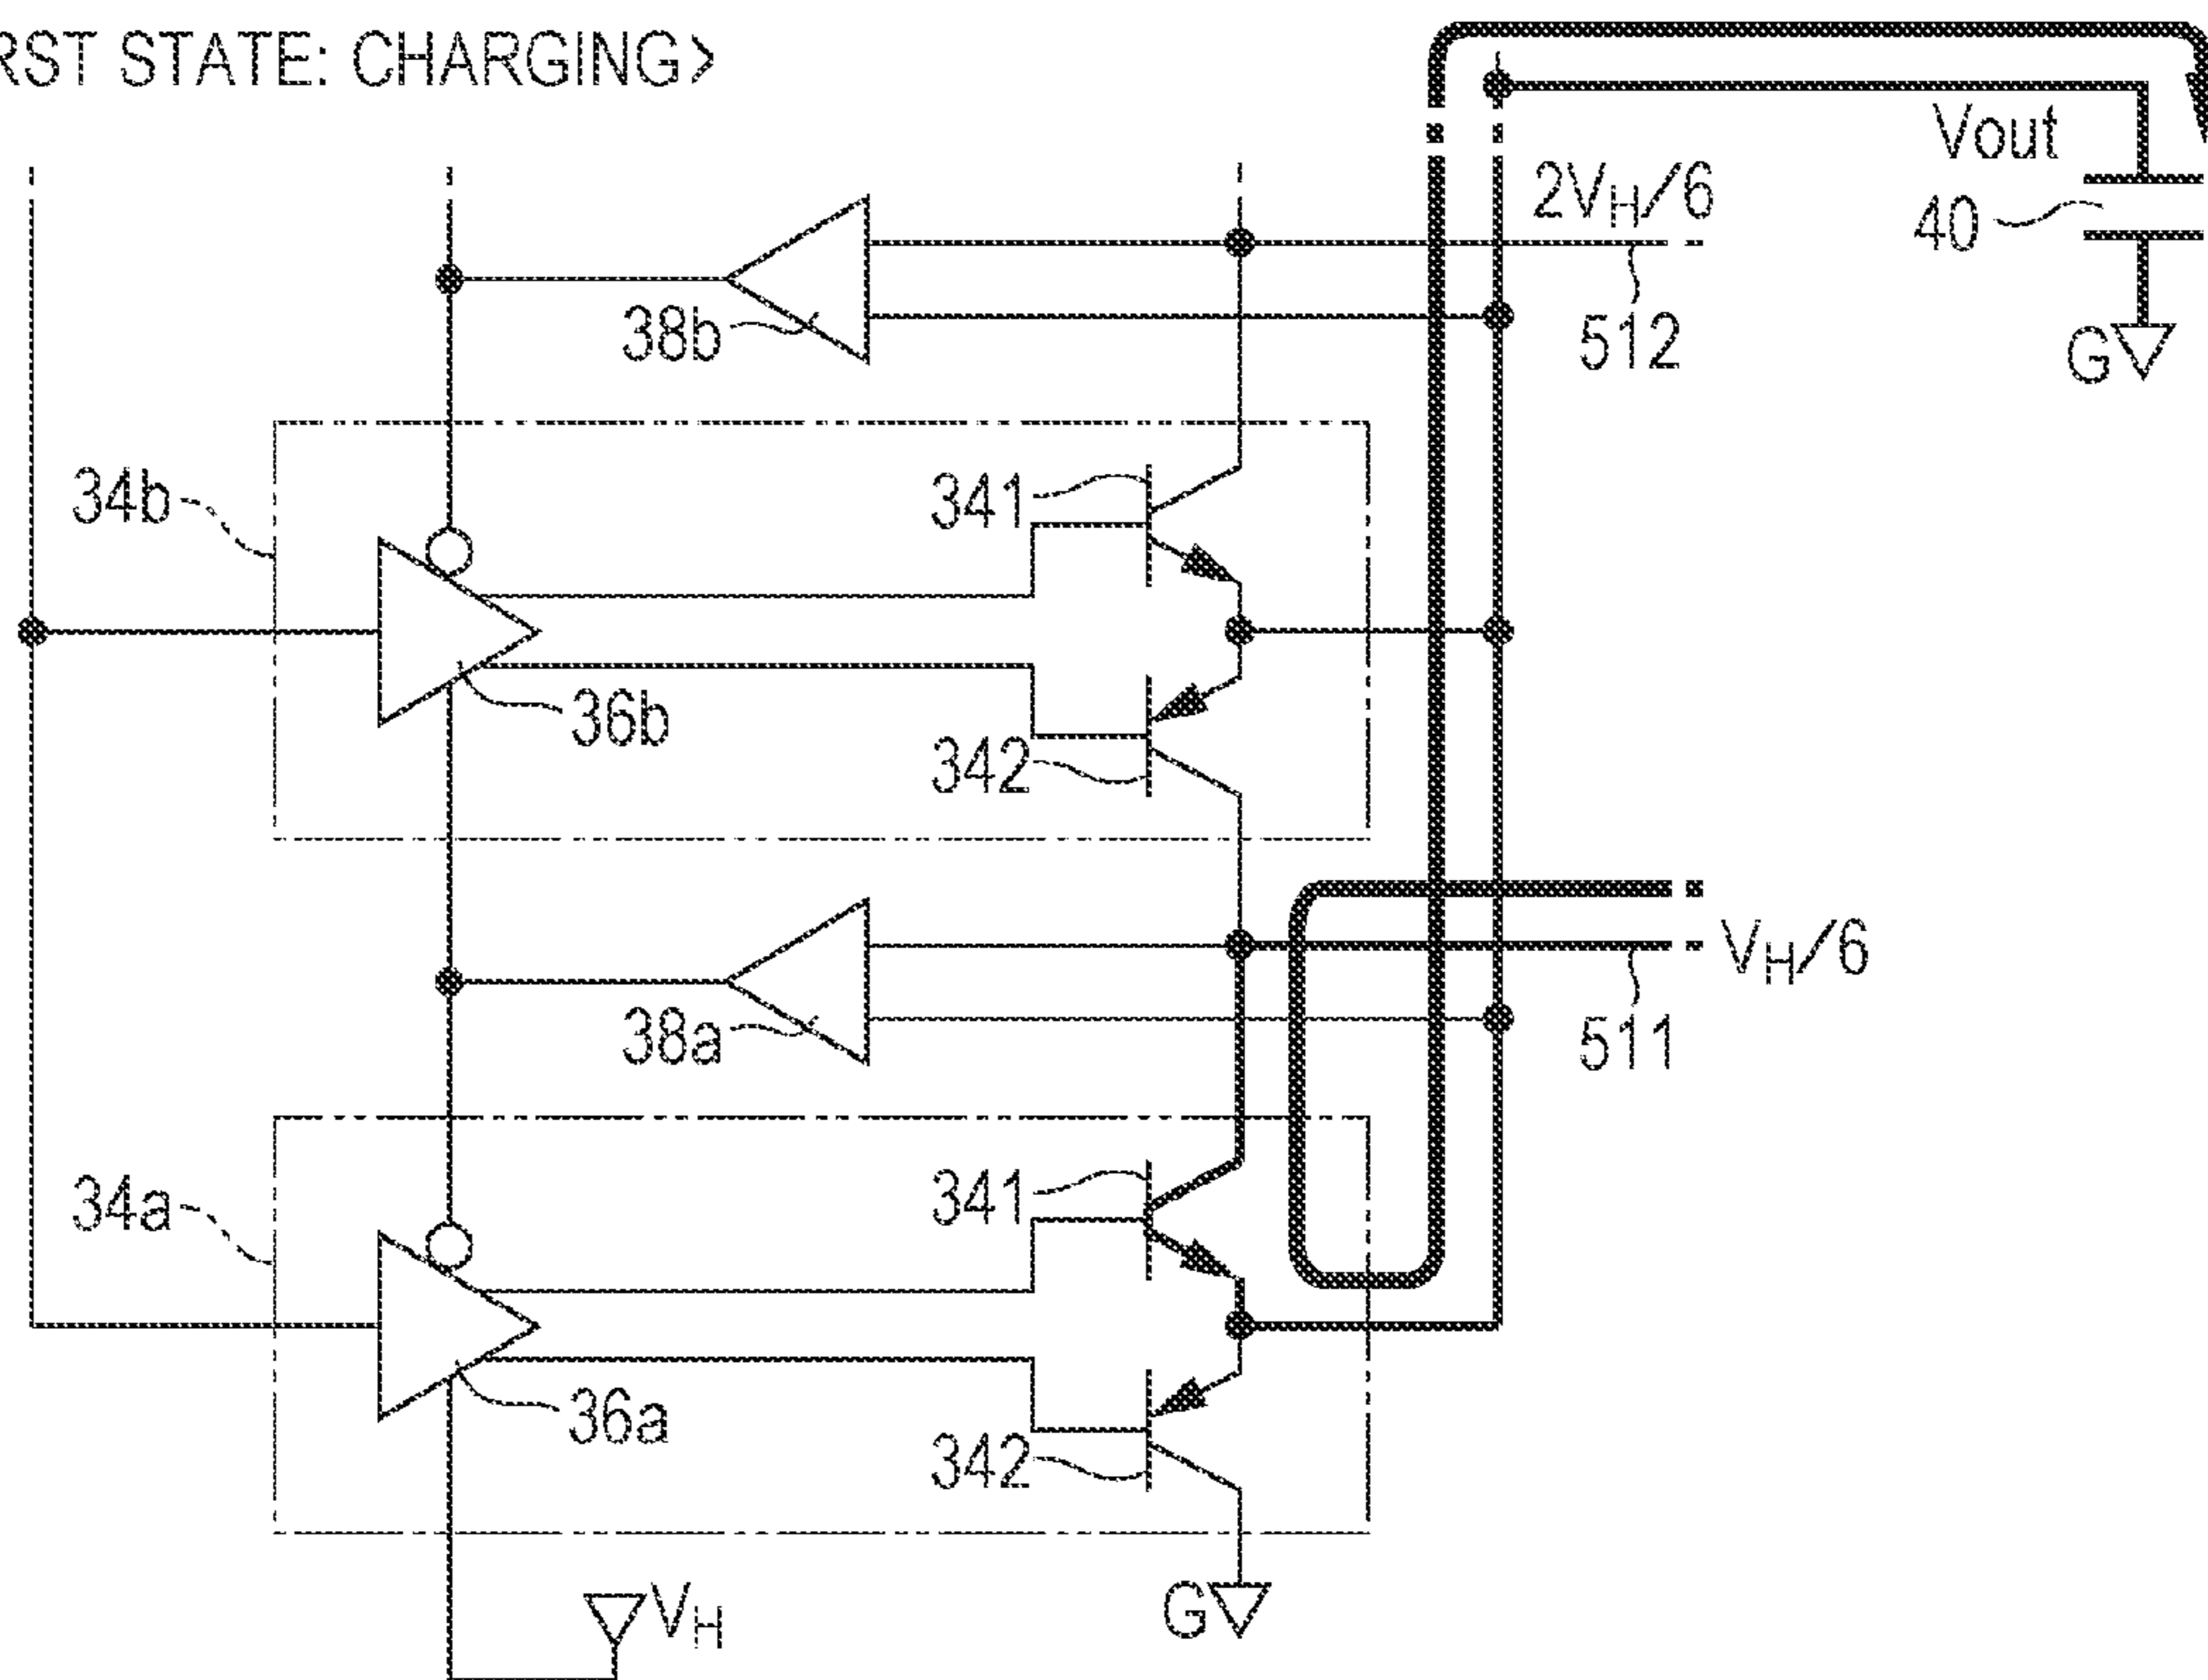 RST STATE: CHARGING>
Vout
2VH/6
40
38b
512
G
34b
341
36b
342
VH/6
38a
511
34a
341
36a
342
VH
G